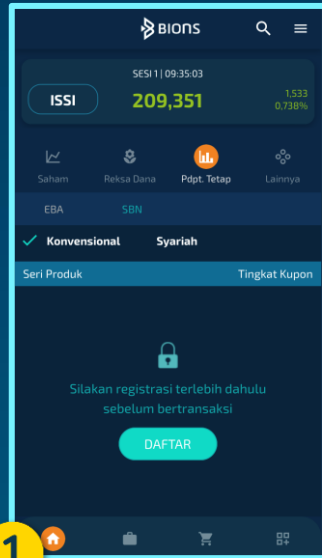 BIONS
SESI 1 | 09:35:03
ISSI
209,351
1,533
0,738%
Saham
Reksa Dana
Pdpt. Tetap
Lainnya
EBA
SBN
Konvensional
Syariah
Seri Produk
Tingkat Kupon
Silakan registrasi terlebih dahulu
sebelum bertransaksi
DAFTAR
1